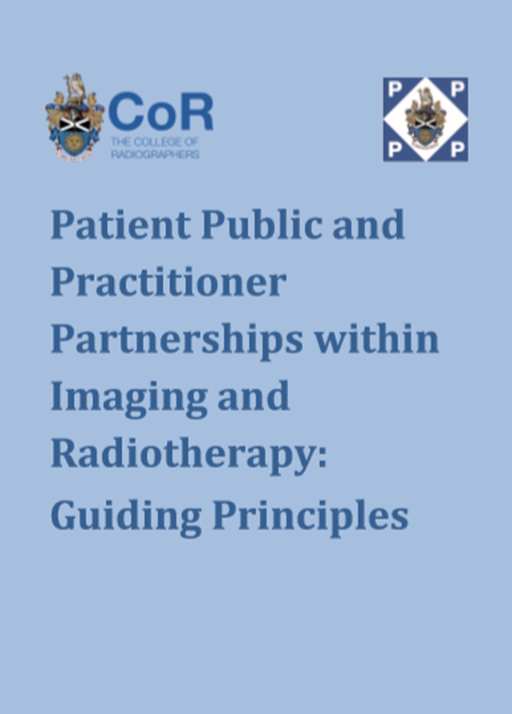 CoR
THE COLLEGE OF
RADIOGRAPHERS
P P
P P
Patient Public and
Practitioner
Partnerships within
Imaging and
Radiotherapy:
Guiding Principles